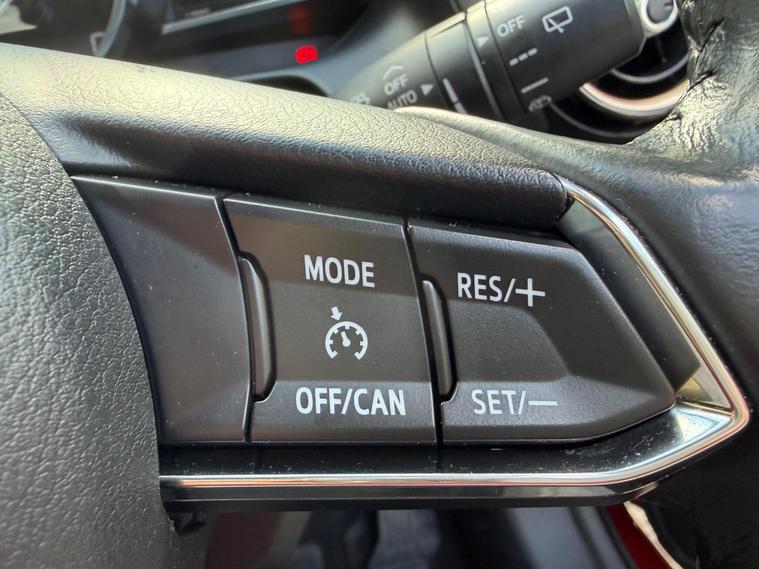 OFF
OFF
AUTO
MODE
RES/+
OFF/CAN
SET/—